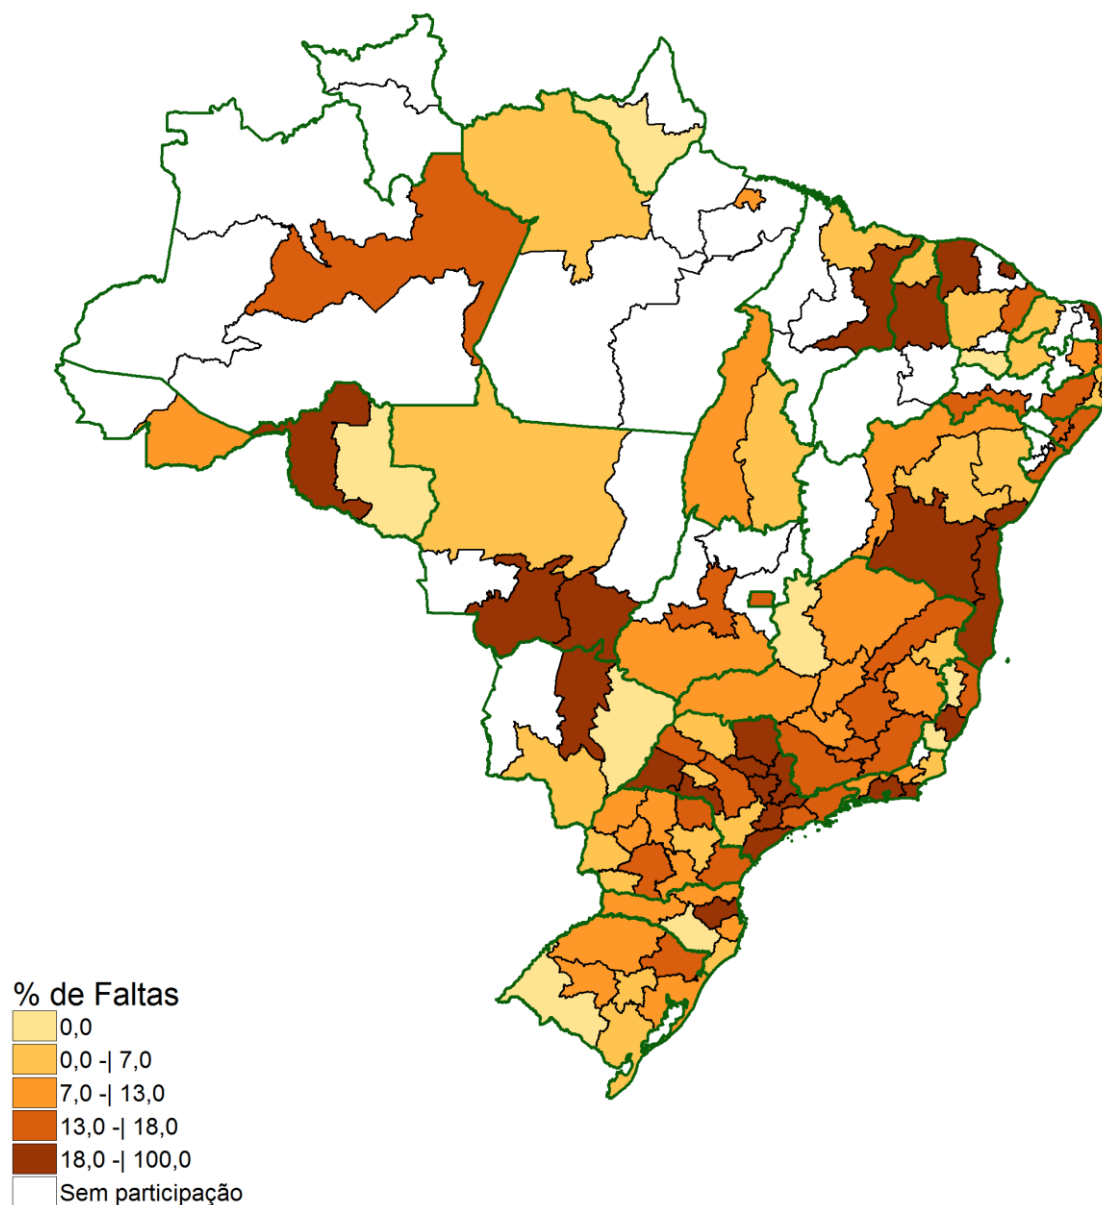 % de Faltas
0,0
0,0 -| 7,0
7,0 -| 13,0
13,0 -| 18,0
18,0 -| 100,0
Sem participação